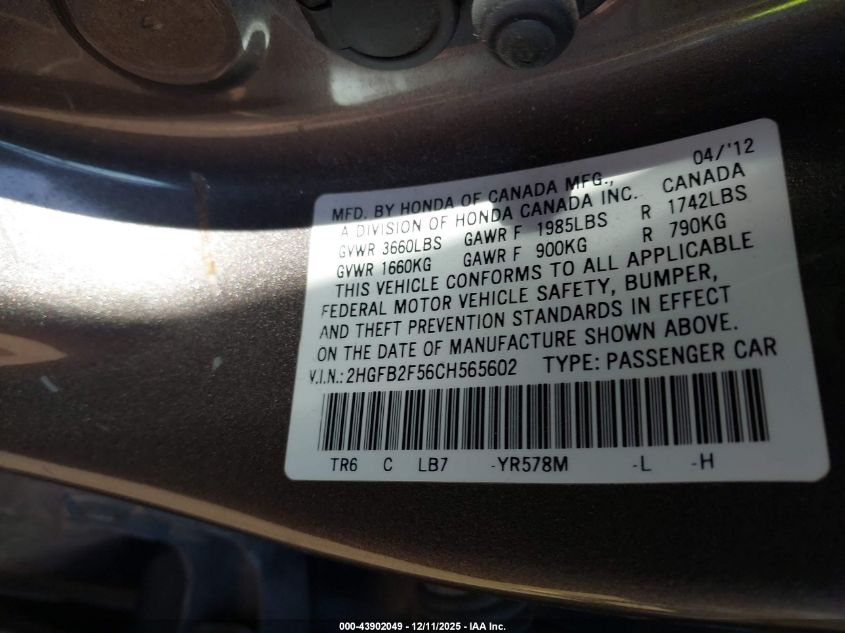 04/'12
MFD. BY HONDA OF CANADA MFG., CANADA
A DIVISION OF HONDA CANADA INC.
GVWR 3660LBS GAWR F 1985LBS R 1742LBS
GVWR 1660KG GAWR F 900KG R 790KG
THIS VEHICLE CONFORMS TO ALL APPLICABLE
FEDERAL MOTOR VEHICLE SAFETY, BUMPER,
AND THEFT PREVENTION STANDARDS IN EFFECT
ON THE DATE OF MANUFACTURE SHOWN ABOVE.
V.I.N.: 2HGFB2F56CH565602 TYPE: PASSENGER CAR
TR6 C LB7 -YR578M -L -H
000-43902049 - 12/11/2025 - IAA Inc.